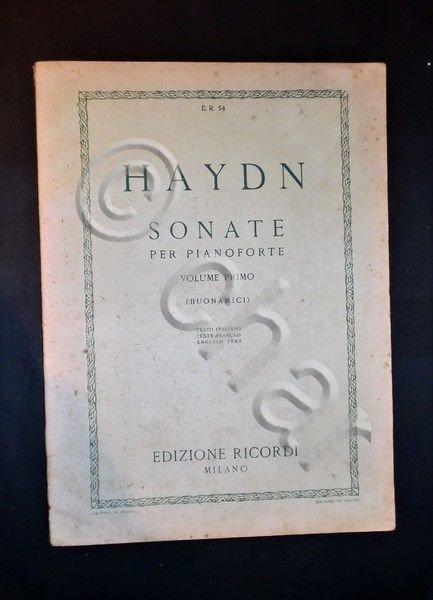 E. R. 54
HAYDN
SONATE
PER PIANOFORTE
VOLUME PRIMO
(BUONAMICI)
TESTO ITALIANO
TEXTE FRANÇAIS
ENGLISH TEXT
EDIZIONE RICORDI
MILANO